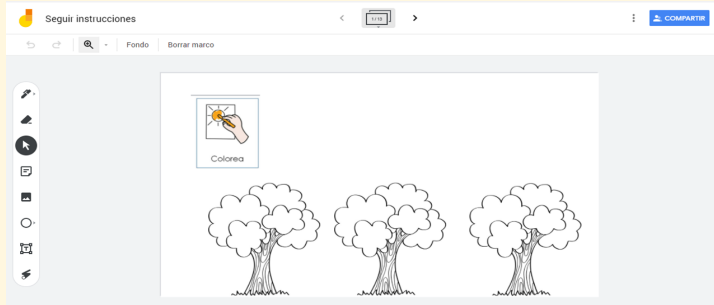 Seguir instrucciones
1 / 13
COMPARTIR
Fondo
Borrar marco
Colorea